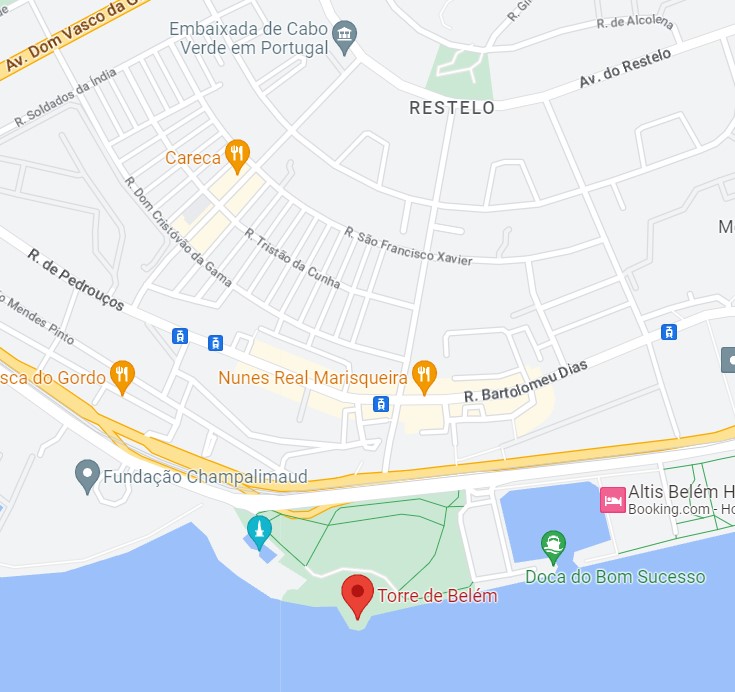 Av. Dom Vasco da G
Embaixada de Cabo
Verde em Portugal
R. de Alcolena
Av. do Restelo
RESTELO
R. Soldados da Índia
Careca
R. Dom Cristóvão da Gama
R. Tristão da Cunha
R. São Francisco Xavier
R. de Pedrouços
Mendes Pinto
sca do Gordo
Nunes Real Marisqueira
R. Bartolomeu Dias
Fundação Champalimaud
Altis Belém H
Booking.com - Ho
Doca do Bom Sucesso
Torre de Belém